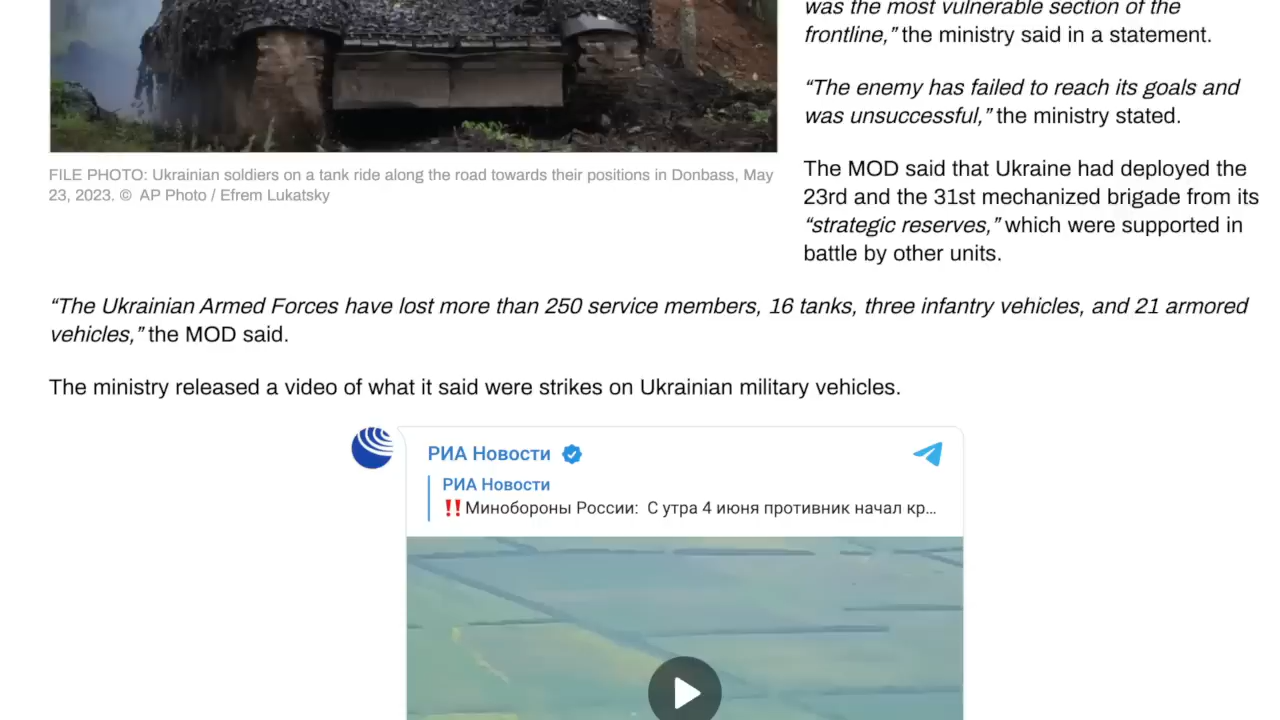 was the most vulnerable section of the
frontline,” the ministry said in a statement.
“The enemy has failed to reach its goals and
was unsuccessful,” the ministry stated.
The MOD said that Ukraine had deployed the
23rd and the 31st mechanized brigade from its
“strategic reserves,” which were supported in
battle by other units.
FILE PHOTO: Ukrainian soldiers on a tank ride along the road towards their positions in Donbass, May
23, 2023. © AP Photo / Efrem Lukatsky
“The Ukrainian Armed Forces have lost more than 250 service members, 16 tanks, three infantry vehicles, and 21 armored
vehicles,” the MOD said.
The ministry released a video of what it said were strikes on Ukrainian military vehicles.
РИА Новости
РИА Новости
‼️Минобороны России: С утра 4 июня противник начал кр…